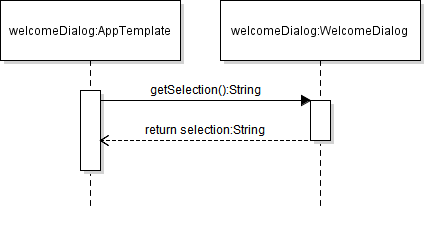 welcomeDialog:AppTemplate
welcomeDialog:WelcomeDialog
getSelection():String
return selection:String